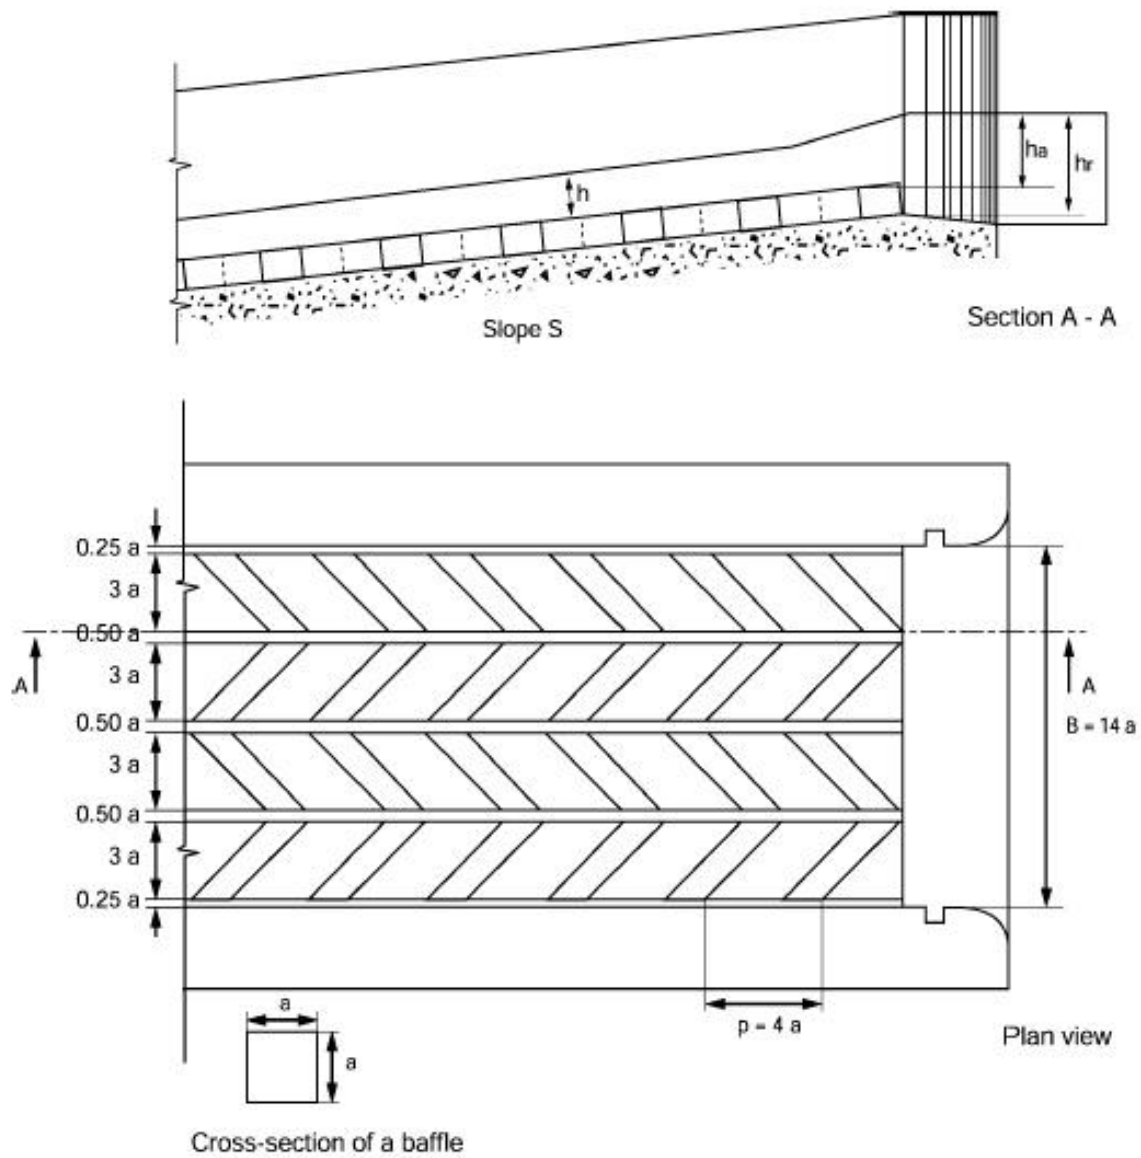 ha
hr
h
Slope S
Section A - A
0.25 a
3 a
0.50 a
A
3 a
A
0.50 a
B = 14 a
3 a
0.50 a
3 a
0.25 a
a
p = 4 a
Plan view
a
Cross-section of a baffle